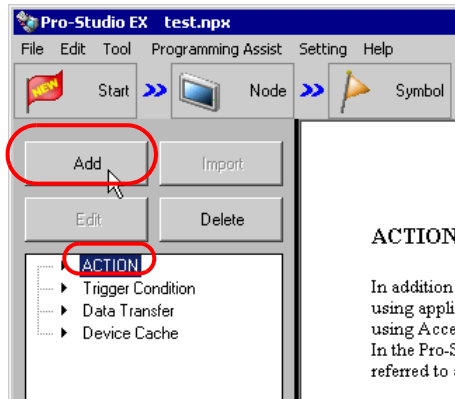 Pro-Studio EX test.npx
File Edit Tool Programming Assist Setting Help
NEW Start Node Symbol
Add Import
Edit Delete
ACTION
Trigger Condition
Data Transfer
Device Cache
ACTION
In addition
using appli
using Acce
In the Pro-S
referred to